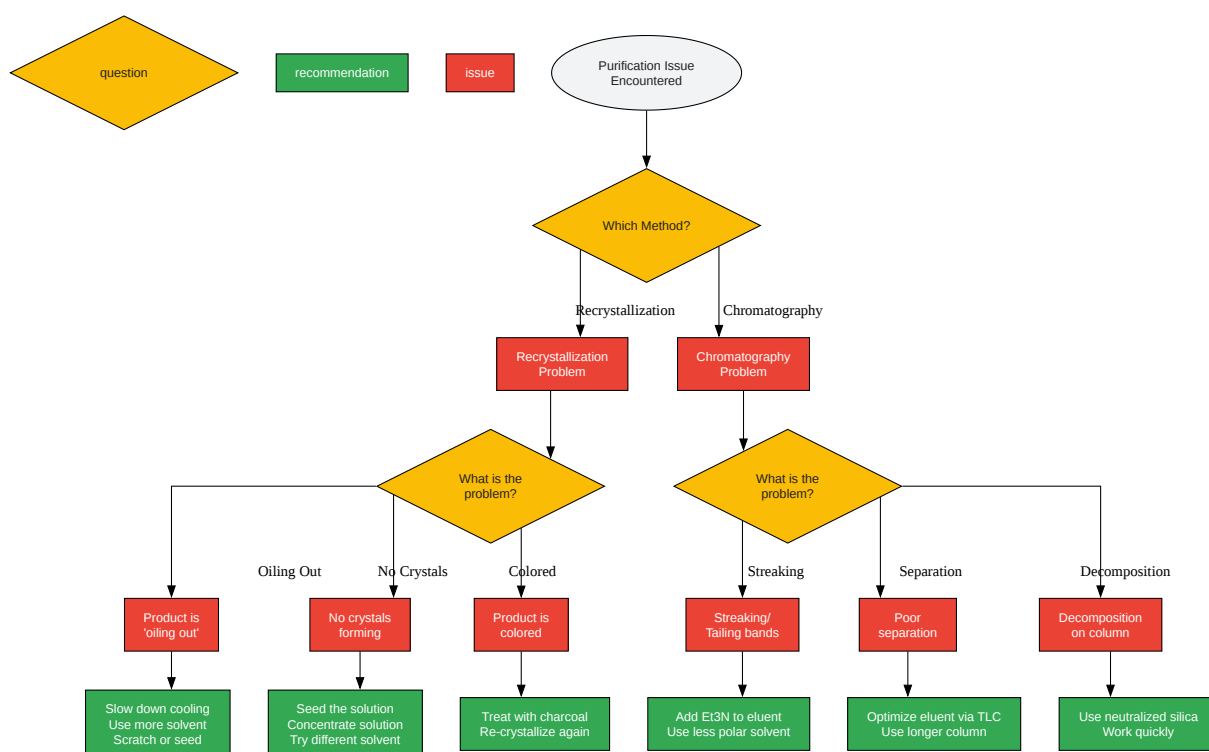 question
recommendation
issue
Purification Issue
Encountered
Which Method?
Recrystallization
Chromatography
Recrystallization
Problem
Chromatography
Problem
What is the
problem?
What is the
problem?
Oiling Out
No Crystals
Colored
Streaking
Separation
Decomposition
Product is
'oiling out'
No crystals
forming
Product is
colored
Streaking/
Tailing bands
Poor
separation
Decomposition
on column
Slow down cooling
Use more solvent
Scratch or seed
Seed the solution
Concentrate solution
Try different solvent
Treat with charcoal
Re-crystallize again
Add Et3N to eluent
Use less polar solvent
Optimize eluent via TLC
Use longer column
Use neutralized silica
Work quickly